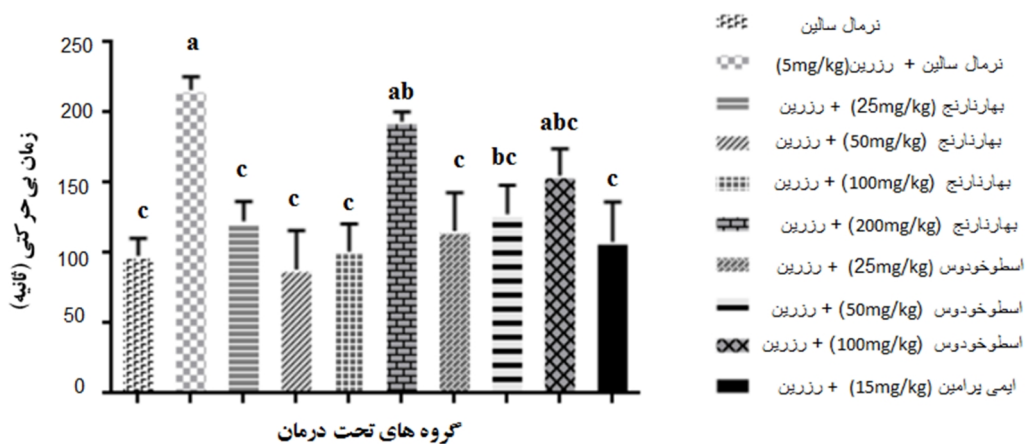 زمان بی حرکتی (ثانیه)
250
200
150
100
50
0
c
a
c
c
c
ab
c
bc
abc
c
گروه های تحت درمان
نرمال سالین
نرمال سالین + رزرپین(5mg/kg)
بهارنارنج (25mg/kg) + رزرپین
بهارنارنج (50mg/kg) + رزرپین
بهارنارنج (100mg/kg) + رزرپین
بهارنارنج (200mg/kg) + رزرپین
اسطوخودوس (25mg/kg) + رزرپین
اسطوخودوس (50mg/kg) + رزرپین
اسطوخودوس (100mg/kg) + رزرپین
ایمی پرامین (15mg/kg) + رزرپین